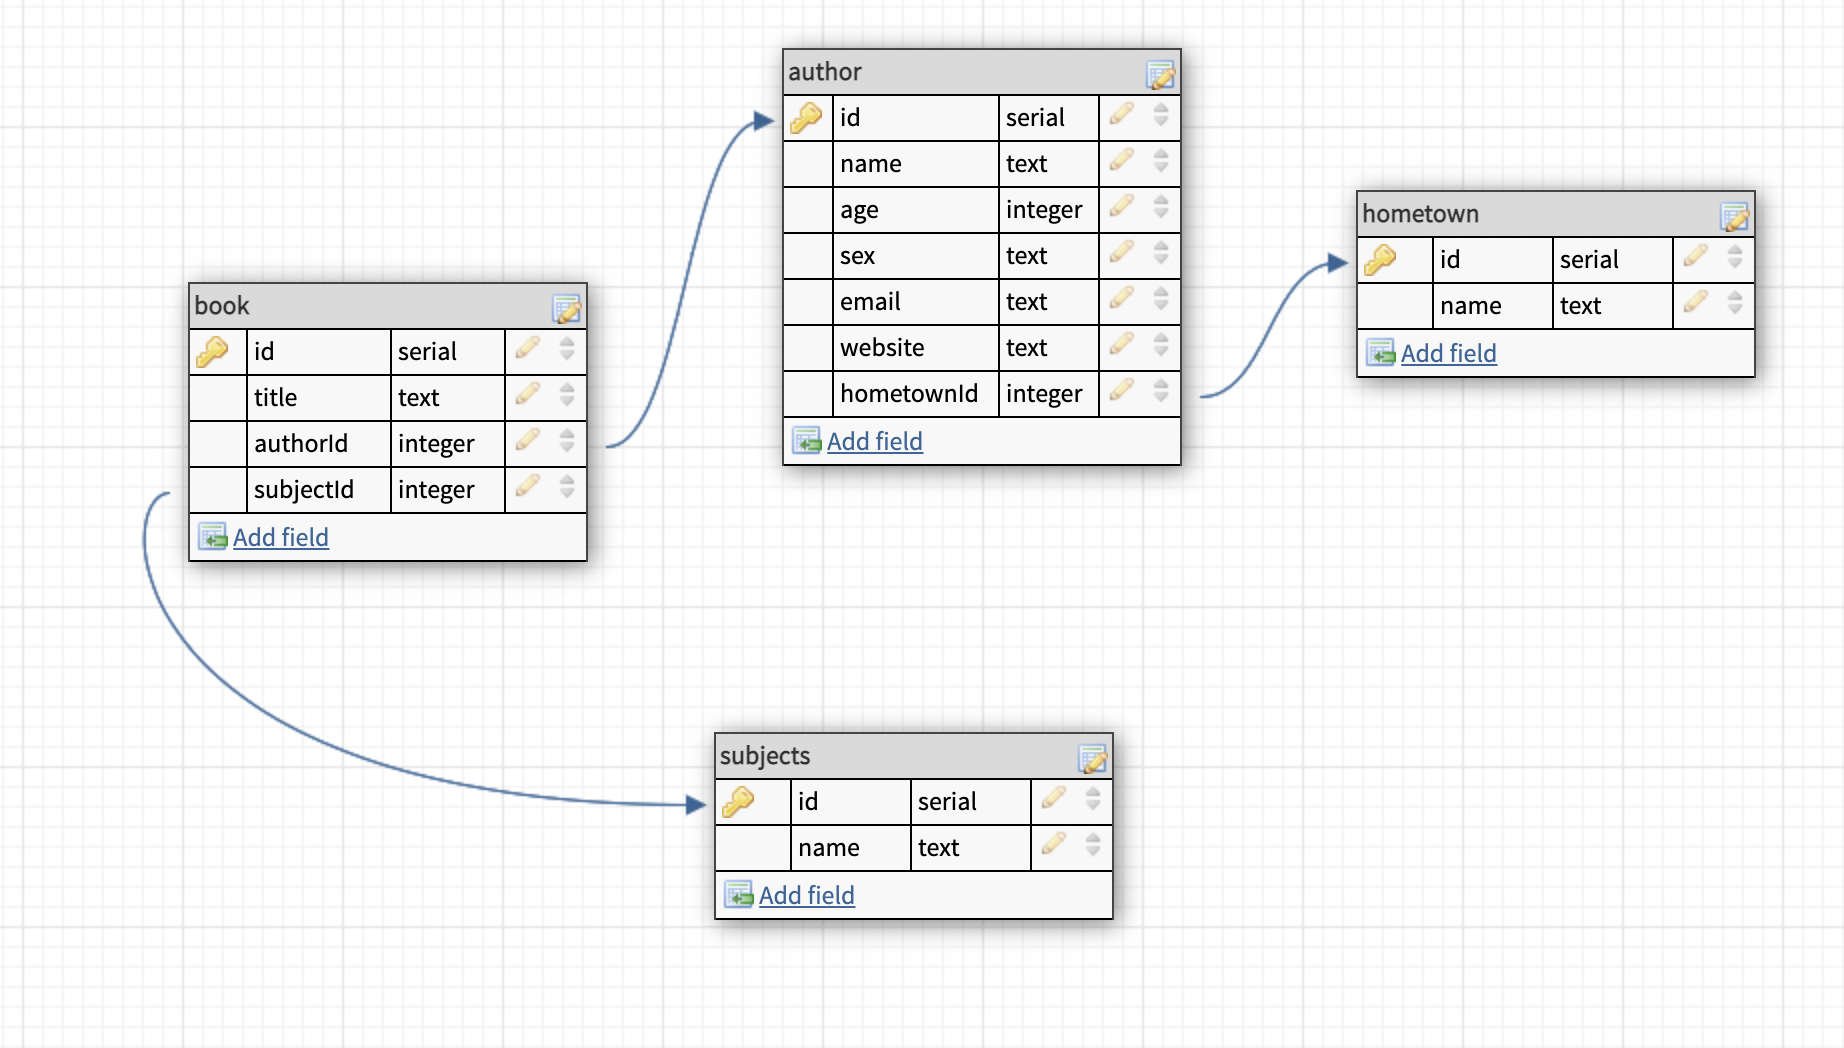 book
id serial
title text
authorId integer
subjectId integer
Add field
author
id serial
name text
age integer
sex text
email text
website text
hometownId integer
Add field
hometown
id serial
name text
Add field
subjects
id serial
name text
Add field